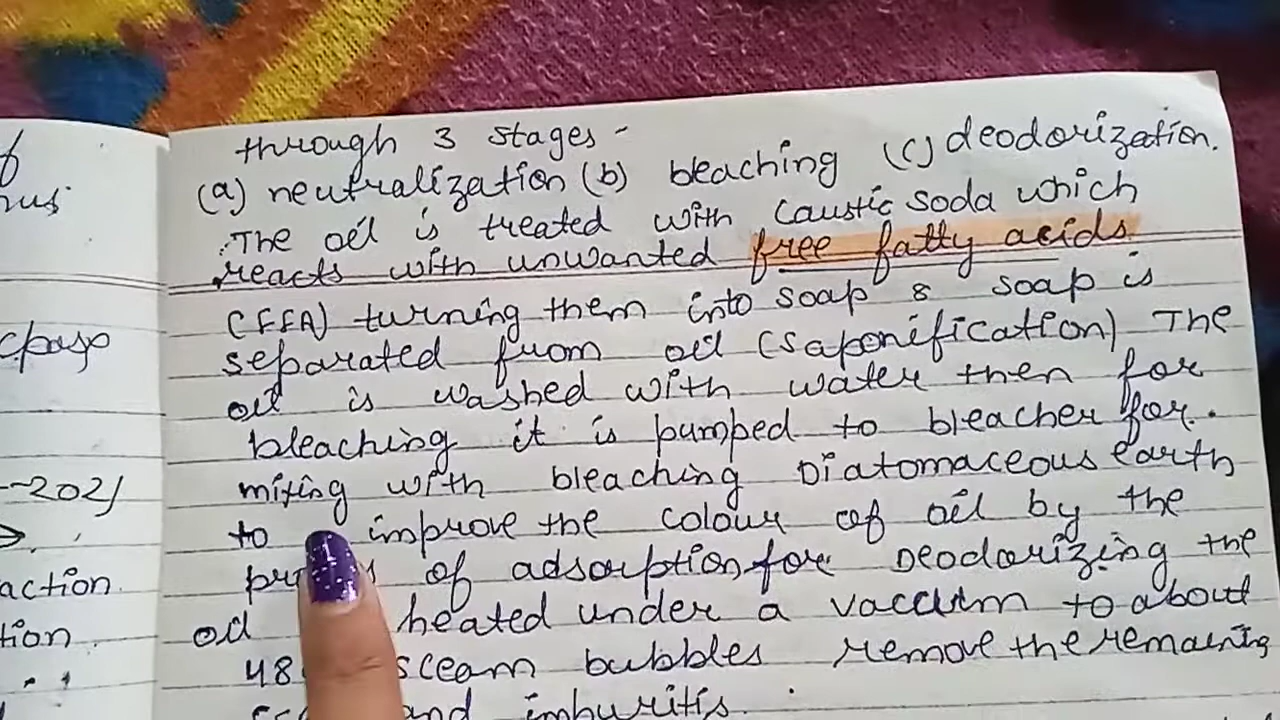 through 3 stages -
(a) neutralization (b) bleaching (c) deodorization.
The oil is treated with caustic soda which
reacts with unwanted free fatty acids
(FFA) turning them into soap & soap is
separated from oil (saponification) The
oil is washed with water then for
bleaching it is pumped to bleacher for.
mixing with bleaching Diatomaceous earth
to improve the colour of oil by the
of adsorption for Deodorizing the
oil heated under a vaccum to about
48 steam bubbles remove the remaining
and impuritis.
--2021
action.
tion